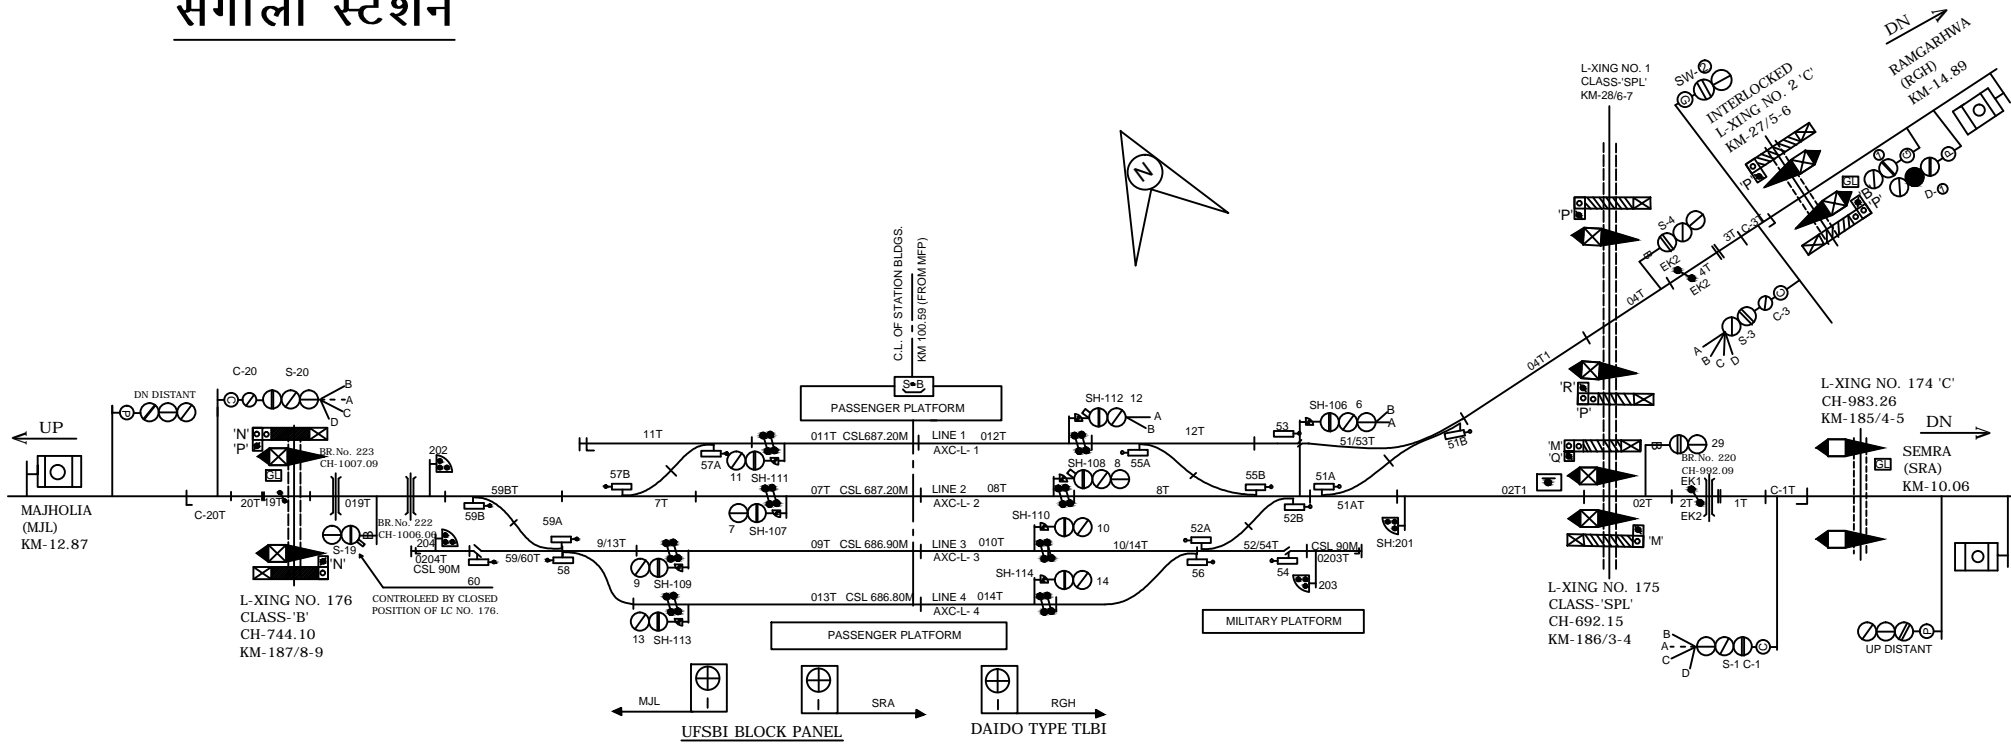 सगौली स्टेशन
DN
RAMGARHWA
(RGH)
KM-14.89
SW-2
INTERLOCKED
L-XING NO. 2 'C'
KM-27/5-6
L-XING NO. 1
CLASS-'SPL'
KM-28/6-7
N
'P'
GL
'B'
'P'
G
P
D-1
S-4
B
EK2
EK2
4T
3T
C-3T
04T
04T1
S-3
C-3
A
B
C
D
'P'
'R'
'P'
C.L. OF STATION BLDGS.
KM 100.59 (FROM MFP)
S B
PASSENGER PLATFORM
UP
MAJHOLIA
(MJL)
KM-12.87
DN DISTANT
P
C-20
S-20
C
B
A
C
D
'N'
'P'
GL
BR.No. 223
CH-1007.09
202
C-20T
20T
19T
019T
S-19
B
BR.No. 222
CH-1006.06
204
0204T
CSL 90M
60
'N'
CONTROLEED BY CLOSED
POSITION OF LC NO. 176.
L-XING NO. 176
CLASS-'B'
CH-744.10
KM-187/8-9
59BT
59B
59A
59/60T
58
57B
57A
11T
7T
9/13T
11
SH-111
7
SH-107
9
SH-109
13
SH-113
011T CSL687.20M
LINE 1
012T
AXC-L- 1
07T CSL 687.20M
LINE 2
08T
AXC-L- 2
09T CSL 686.90M
LINE 3
010T
AXC-L- 3
013T CSL 686.80M
LINE 4
014T
AXC-L- 4
SH-112 12
A
B
SH-108 8
SH-110
10
SH-114
14
12T
55A
55B
8T
10/14T
52A
56
52B
52/54T
54
CSL 90M
0203T
203
53
SH-106 6
B
A
51/53T
51B
51A
51AT
SH:201
02T1
02T
'M'
'Q'
'M'
B
29
BR.No. 220
CH-992.09
EK1
2T
EK2
1T
C-1T
L-XING NO. 174 'C'
CH-983.26
KM-185/4-5
GL
DN
SEMRA
(SRA)
KM-10.06
L-XING NO. 175
CLASS-'SPL'
CH-692.15
KM-186/3-4
B
A
C
D
S-1 C-1
C
P
UP DISTANT
PASSENGER PLATFORM
MILITARY PLATFORM
MJL
SRA
RGH
UFSBI BLOCK PANEL
DAIDO TYPE TLBI